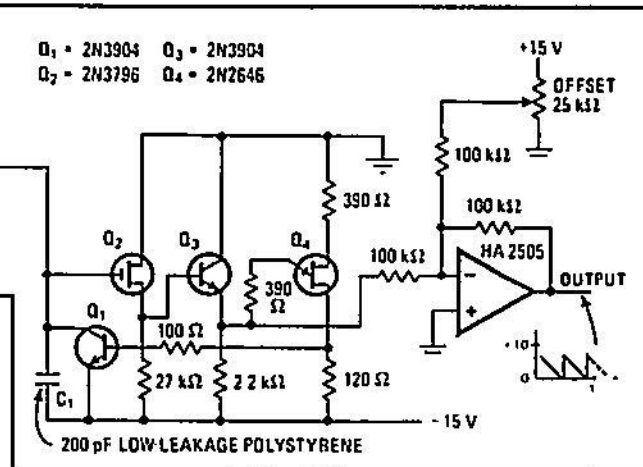 Q₁ = 2N3904 Q₃ = 2N3904
Q₂ = 2N3796 Q₄ = 2N2646
+15 V
OFFSET
25 kΩ
100 kΩ
390 Ω
100 kΩ
Q₂
Q₃
Q₄
100 kΩ
HA 2505
-
+
OUTPUT
390
Ω
Q₁
100 Ω
27 kΩ
2.2 kΩ
120 Ω
+10
0
t
C₁
-15 V
200 pF LOW-LEAKAGE POLYSTYRENE